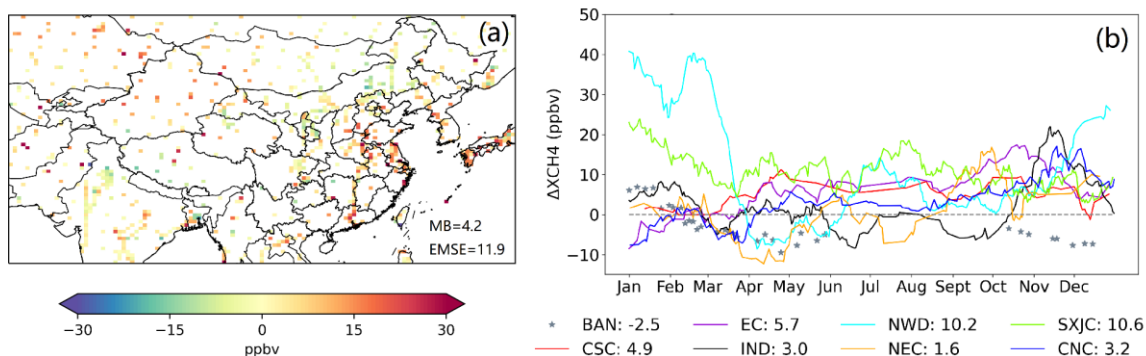 (a)
MB=4.2
EMSE=11.9
−30 −15 0 15 30
ppbv
(b)
ΔXCH4 (ppbv)
50
40
30
20
10
0
−10
Jan Feb Mar Apr May Jun Jul Aug Sept Oct Nov Dec
BAN: -2.5 EC: 5.7 NWD: 10.2 SXJC: 10.6
CSC: 4.9 IND: 3.0 NEC: 1.6 CNC: 3.2